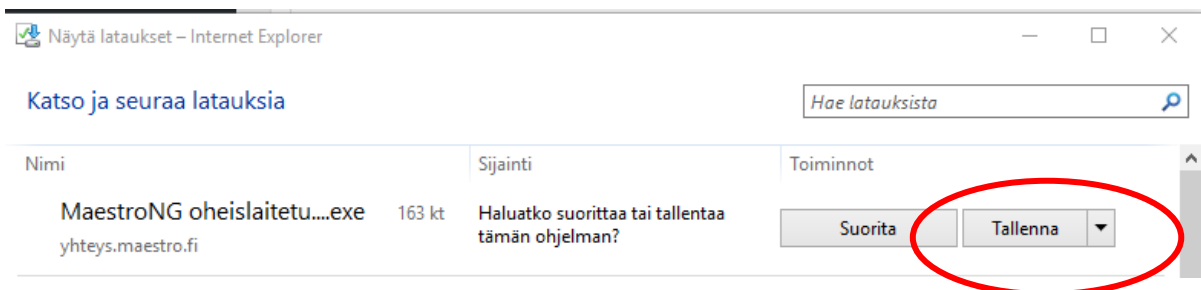 Näytä lataukset – Internet Explorer
Katso ja seuraa latauksia
Hae latauksista
Nimi
Sijainti
Toiminnot
MaestroNG oheislaitetu....exe
163 kt
Haluatko suorittaa tai tallentaa
tämän ohjelman?
Suorita
Tallenna
yhteys.maestro.fi